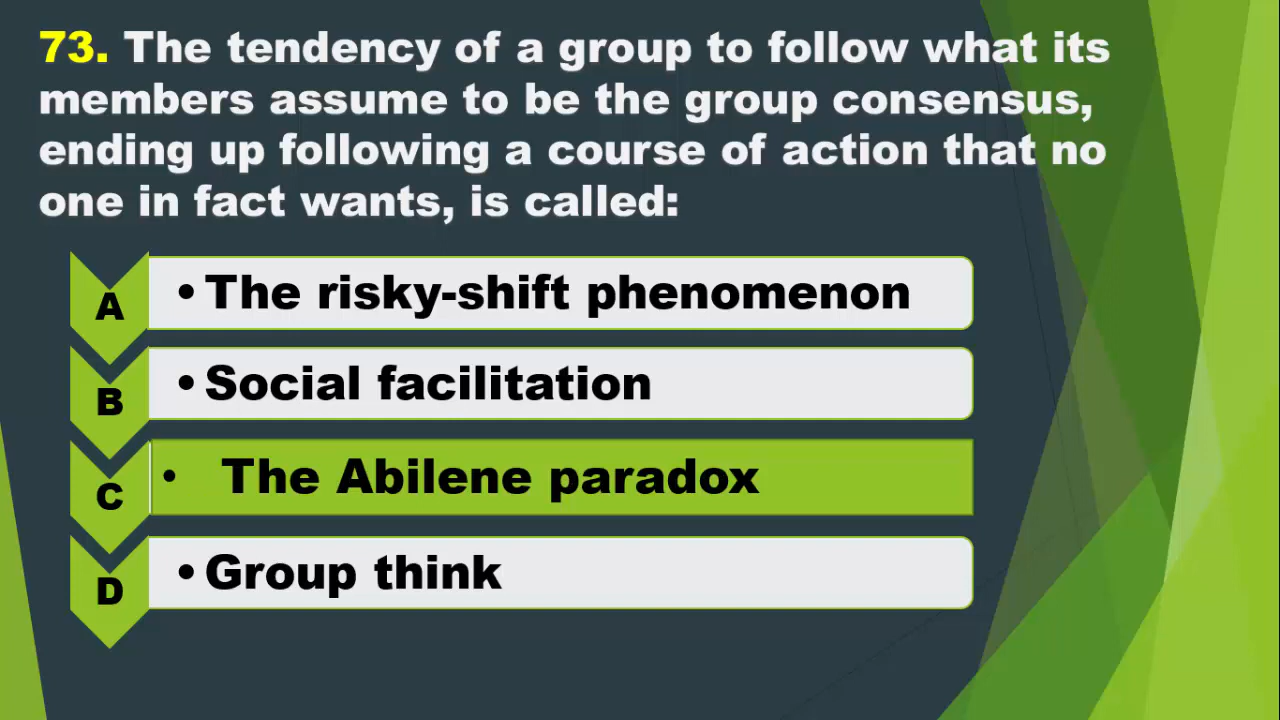 73. The tendency of a group to follow what its
members assume to be the group consensus,
ending up following a course of action that no
one in fact wants, is called:
A • The risky-shift phenomenon
B • Social facilitation
C • The Abilene paradox
D • Group think